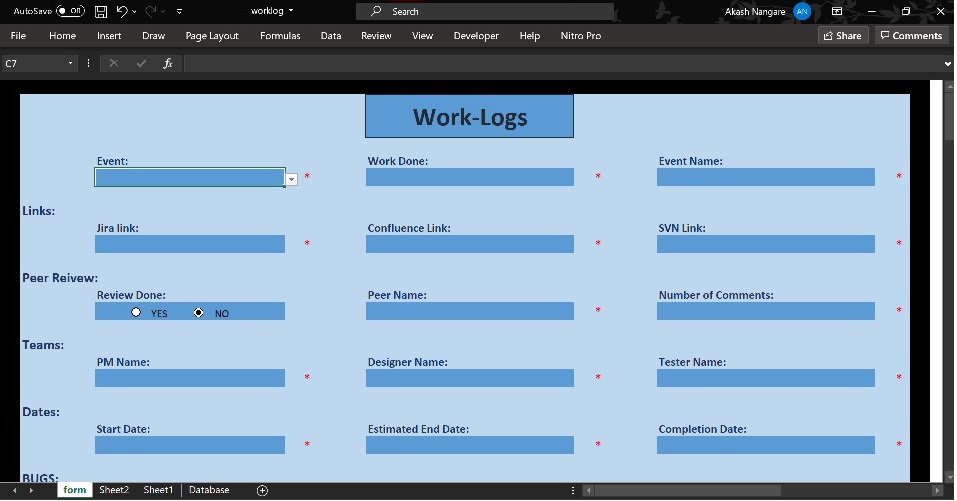 AutoSave Off worklog Search Akash Nangare AN
File Home Insert Draw Page Layout Formulas Data Review View Developer Help Nitro Pro Share Comments
C7 fx
Work-Logs
Event: Work Done: Event Name:
* * *
Links:
Jira link: Confluence Link: SVN Link:
* * *
Peer Reivew:
Review Done: Peer Name: Number of Comments:
YES NO * *
Teams:
PM Name: Designer Name: Tester Name:
* * *
Dates:
Start Date: Estimated End Date: Completion Date:
* * *
BUGS:
form Sheet2 Sheet1 Database